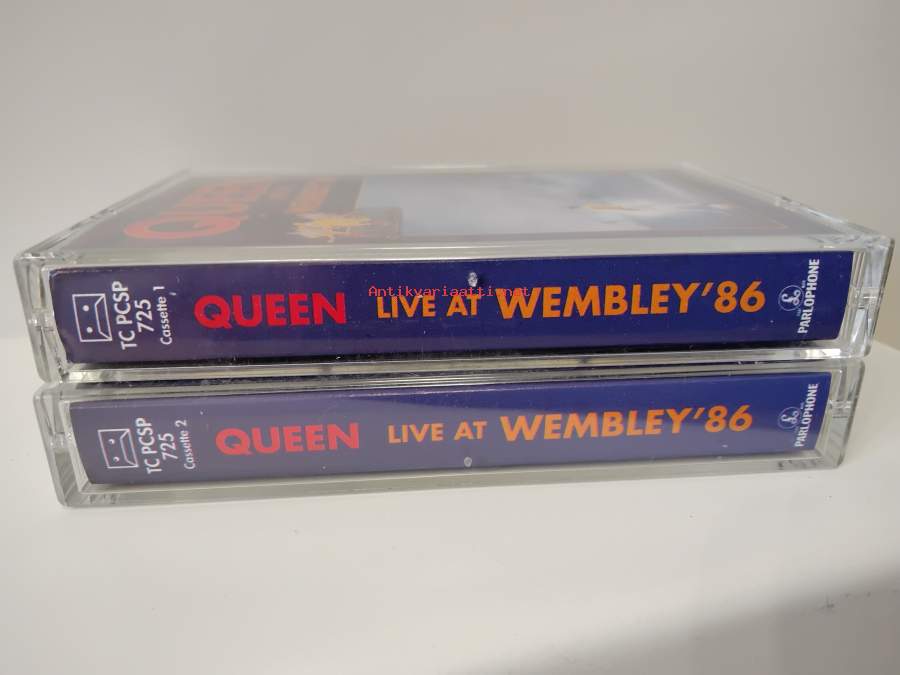 QUEEN
TC PCSP
725
Cassette 1
QUEEN LIVE AT WEMBLEY'86
PARLOPHONE
Antikvariaatti.net
TC PCSP
725
Cassette 2
QUEEN LIVE AT WEMBLEY'86
PARLOPHONE